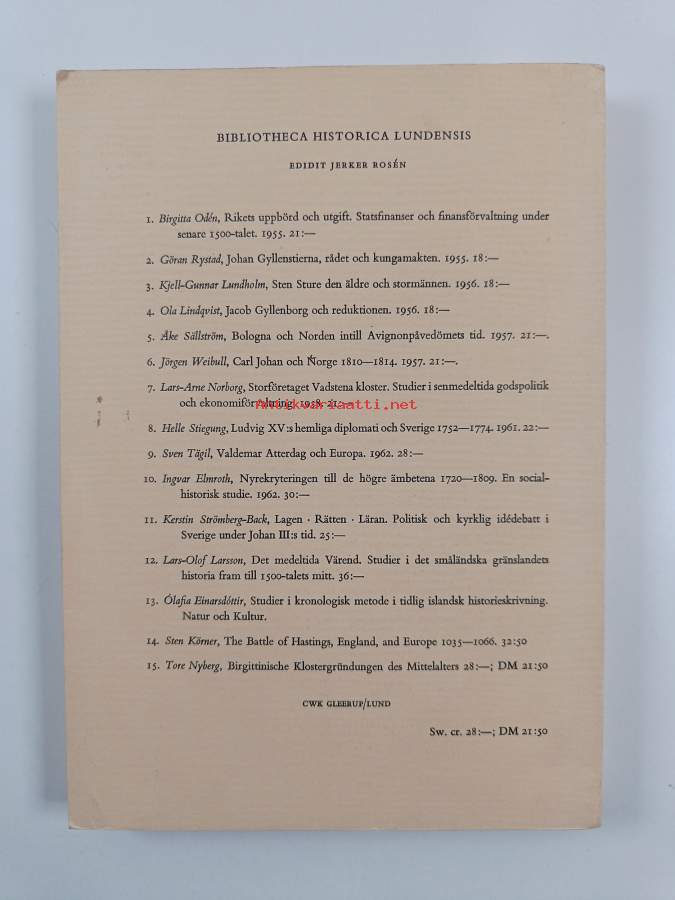 BIBLIOTHECA HISTORICA LUNDENSIS
EDIDIT JERKER ROSÉN
1. Birgitta Odén, Rikets uppbörd och utgift. Statsfinanser och finansförvaltning under
senare 1500-talet. 1955. 21:—
2. Göran Rystad, Johan Gyllenstierna, rådet och kungamakten. 1955. 18:—
3. Kjell-Gunnar Lundholm, Sten Sture den äldre och stormännen. 1956. 18:—
4. Ola Lindqvist, Jacob Gyllenborg och reduktionen. 1956. 18:—
5. Åke Sällström, Bologna och Norden intill Avignonpåvedömets tid. 1957. 21:—.
6. Jörgen Weibull, Carl Johan och Norge 1810—1814. 1957. 21:—.
7. Lars-Arne Norborg, Storföretaget Vadstena kloster. Studier i senmedeltida godspolitik
och ekonomiförvaltning. 1958. 21:—
Antikvariaatti.net
8. Helle Stiegung, Ludvig XV:s hemliga diplomati och Sverige 1752—1774. 1961. 22:—
9. Sven Tägil, Valdemar Atterdag och Europa. 1962. 28:—
10. Ingvar Elmroth, Nyrekryteringen till de högre ämbetena 1720—1809. En social-
historisk studie. 1962. 30:—
11. Kerstin Strömberg-Back, Lagen · Rätten · Läran. Politisk och kyrklig idédebatt i
Sverige under Johan III:s tid. 25:—
12. Lars-Olof Larsson, Det medeltida Värend. Studier i det småländska gränslandets
historia fram till 1500-talets mitt. 36:—
13. Ólafia Einarsdóttir, Studier i kronologisk metode i tidlig islandsk historieskrivning.
Natur och Kultur.
14. Sten Körner, The Battle of Hastings, England, and Europe 1035—1066. 32:50
15. Tore Nyberg, Birgittinische Klostergründungen des Mittelalters 28:—; DM 21:50
CWK GLEERUP/LUND
Sw. cr. 28:—; DM 21:50